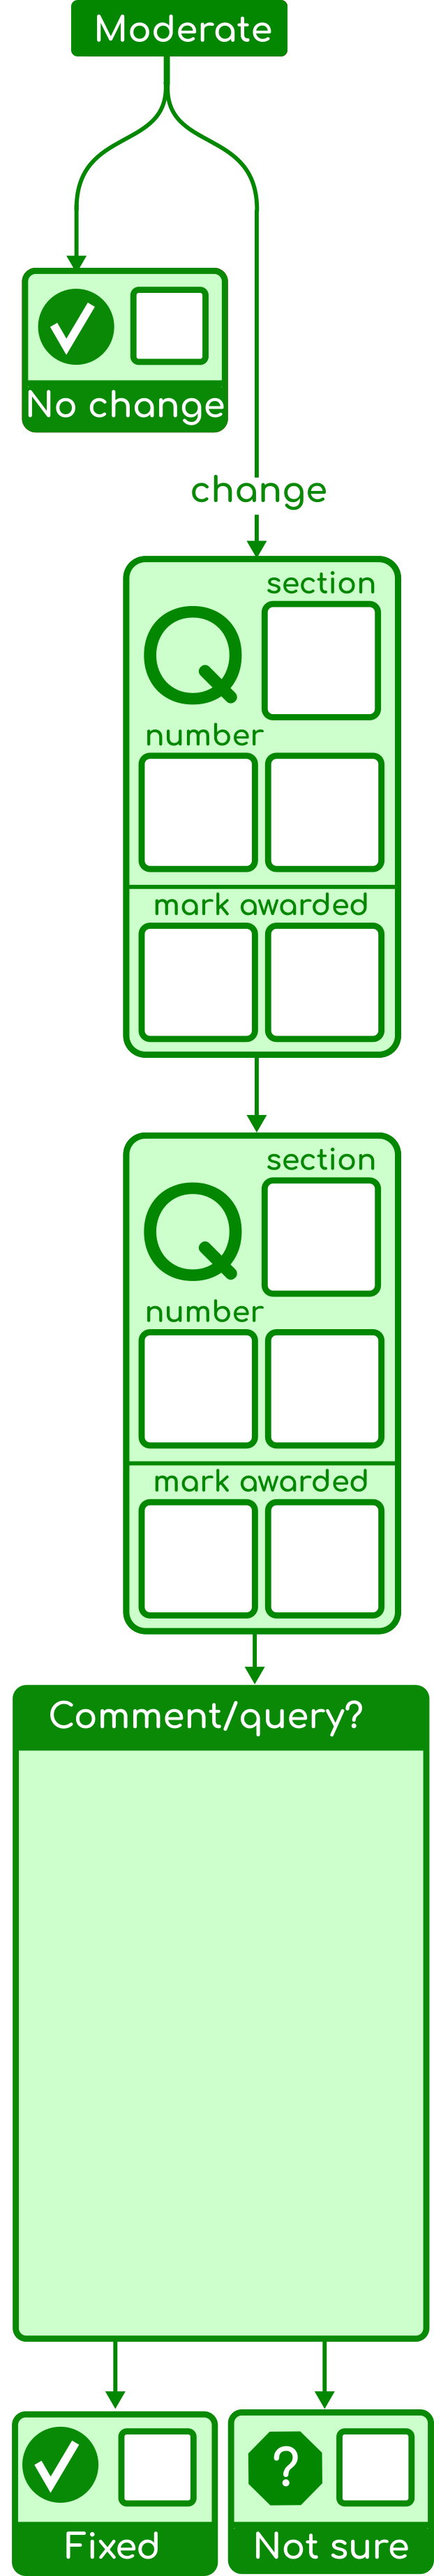 Moderate
No change
change
section
Q
number
mark awarded
section
Q
number
mark awarded
Comment/query?
?
Fixed
Not sure